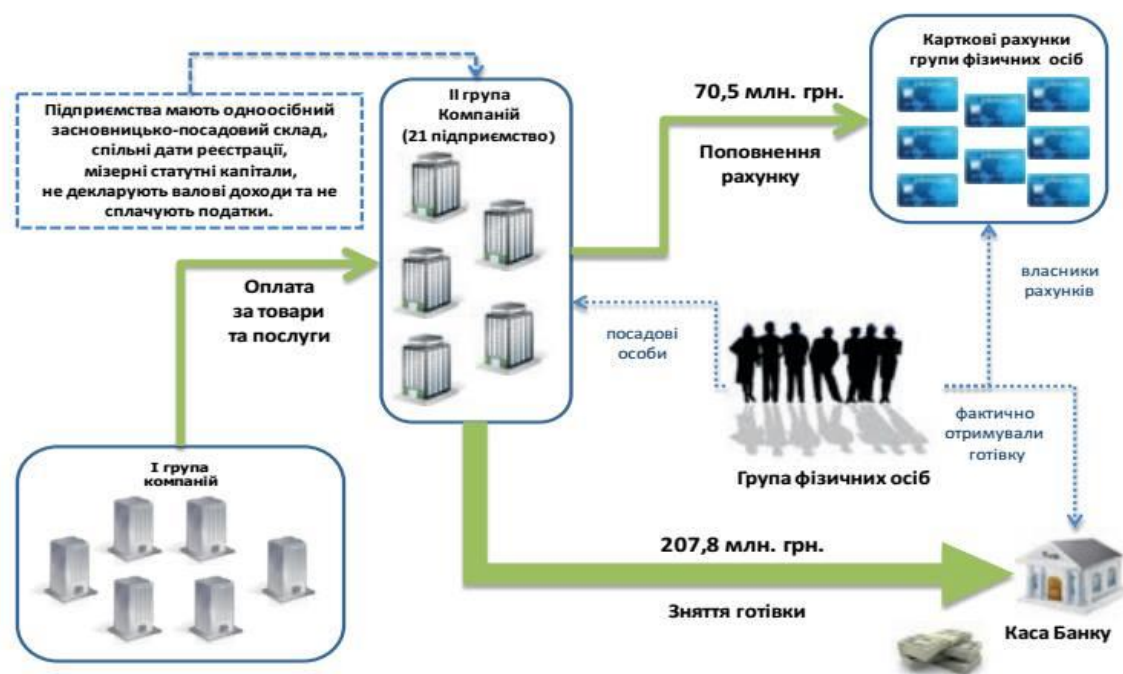 Підприємства мають одноосібний
засновницько-посадовий склад,
спільні дати реєстрації,
мізерні статутні капітали,
не декларують валові доходи та не
сплачують податки.
ІІ група
Компаній
(21 підприємство)
70,5 млн. грн.
Поповнення
рахунку
Карткові рахунки
групи фізичних осіб
Оплата
за товари
та послуги
посадові
особи
власники
рахунків
Група фізичних осіб
фактично
отримували
готівку
І група
компаній
207,8 млн. грн.
Зняття готівки
Каса Банку